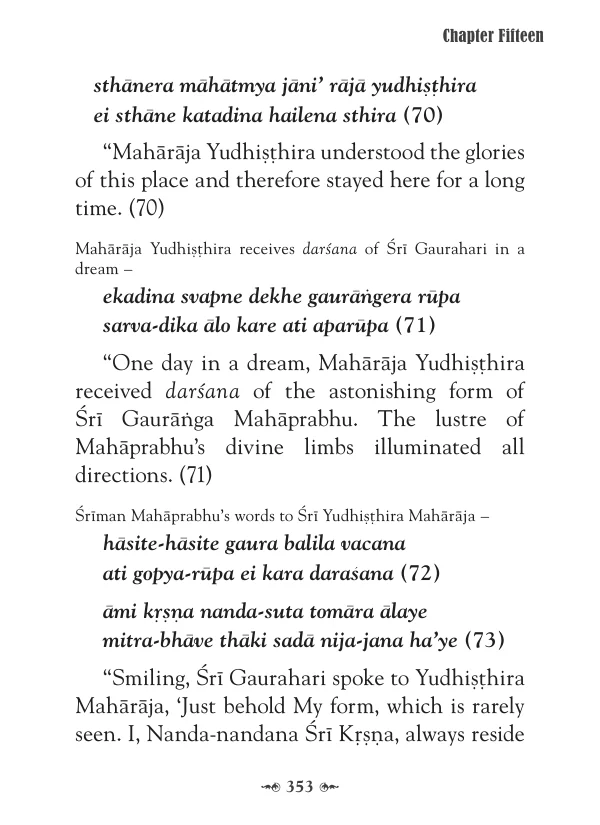 Chapter Fifteen
sthānera māhātmya jāni’ rājā yudhiṣṭhira
ei sthāne katadina hailena sthira (70)
“Mahārāja Yudhiṣṭhira understood the glories
of this place and therefore stayed here for a long
time. (70)
Mahārāja Yudhiṣṭhira receives darśana of Śrī Gaurahari in a
dream –
ekadina svapne dekhe gaurāṅgera rūpa
sarva-dika ālo kare ati aparūpa (71)
“One day in a dream, Mahārāja Yudhiṣṭhira
received darśana of the astonishing form of
Śrī Gaurāṅga Mahāprabhu. The lustre of
Mahāprabhu’s divine limbs illuminated all
directions. (71)
Śrīman Mahāprabhu’s words to Śrī Yudhiṣṭhira Mahārāja –
hāsite-hāsite gaura balila vacana
ati gopya-rūpa ei kara daraśana (72)
āmi kṛṣṇa nanda-suta tomāra ālaye
mitra-bhāve thāki sadā nija-jana ha’ye (73)
“Smiling, Śrī Gaurahari spoke to Yudhiṣṭhira
Mahārāja, ‘Just behold My form, which is rarely
seen. I, Nanda-nandana Śrī Kṛṣṇa, always reside
353